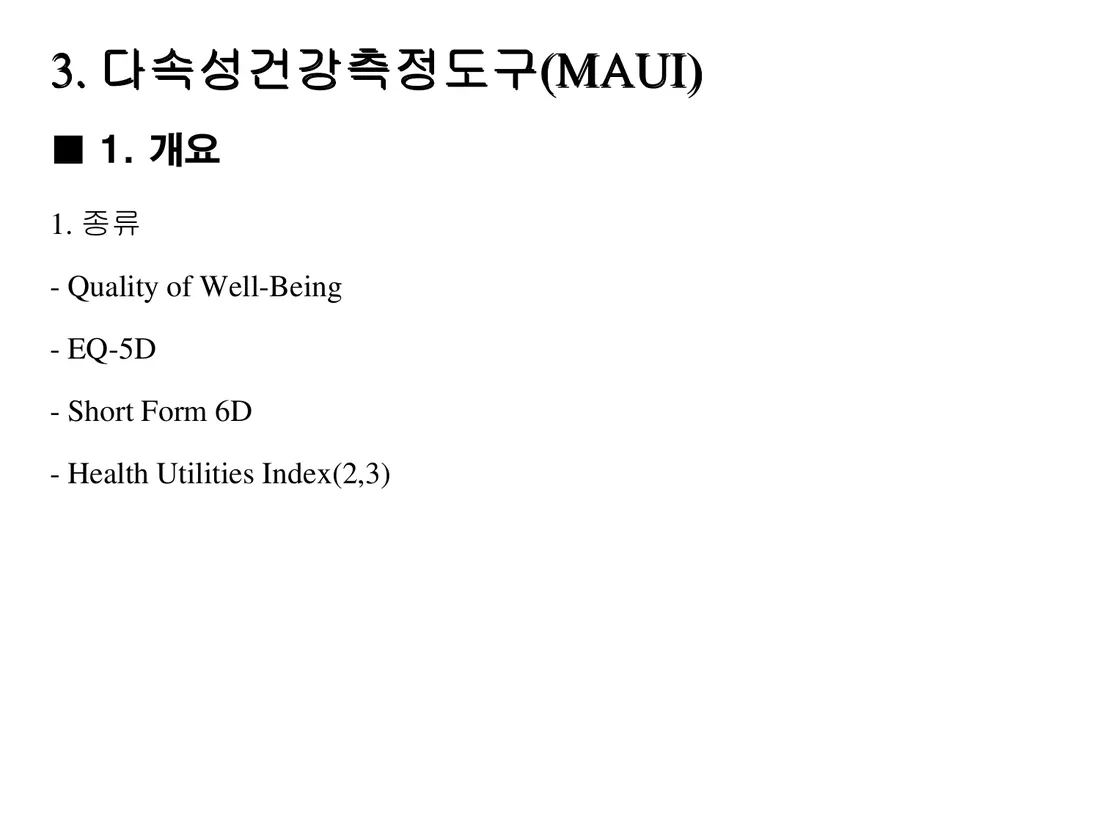 3. 다속성건강측정도구(MAUI)
■ 1. 개요
1. 종류
- Quality of Well-Being
- EQ-5D
- Short Form 6D
- Health Utilities Index(2,3)